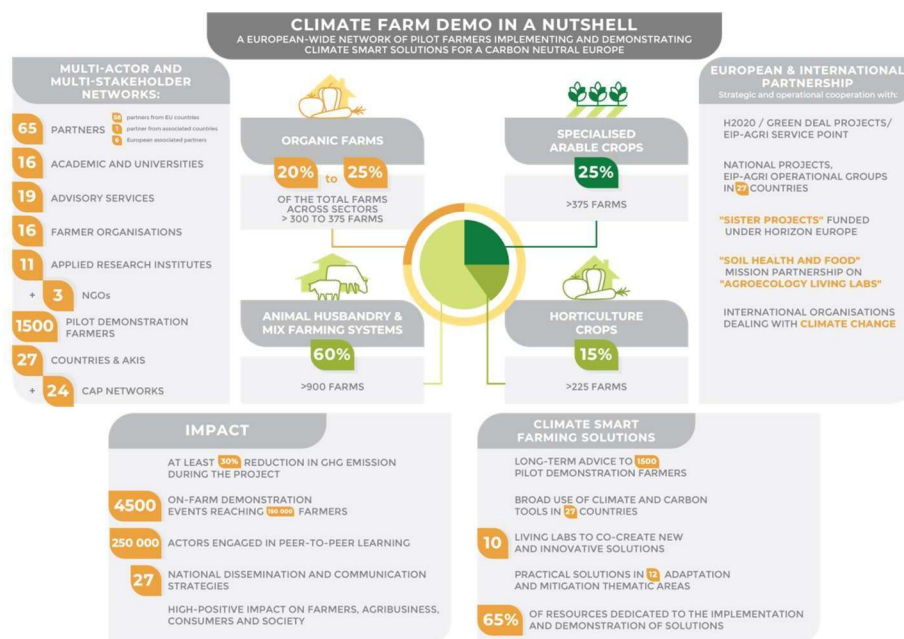 CLIMATE FARM DEMO IN A NUTSHELL
A EUROPEAN-WIDE NETWORK OF PILOT FARMERS IMPLEMENTING AND DEMONSTRATING
CLIMATE SMART SOLUTIONS FOR A CARBON NEUTRAL EUROPE
MULTI-ACTOR AND
MULTI-STAKEHOLDER
NETWORKS:
65 PARTNERS
partners from EU countries
1 partner from associated countries
6 European associated partners
16 ACADEMIC AND UNIVERSITIES
19 ADVISORY SERVICES
16 FARMER ORGANISATIONS
11 APPLIED RESEARCH INSTITUTES
+ 3 NGOs
1500 PILOT DEMONSTRATION
FARMERS
27 COUNTRIES & AKIS
+ 24 CAP NETWORKS
ORGANIC FARMS
20% to 25%
OF THE TOTAL FARMS
ACROSS SECTORS
> 300 TO 375 FARMS
SPECIALISED
ARABLE CROPS
25%
>375 FARMS
ANIMAL HUSBANDRY &
MIX FARMING SYSTEMS
60%
>900 FARMS
HORTICULTURE
CROPS
15%
>225 FARMS
EUROPEAN & INTERNATIONAL
PARTNERSHIP
Strategic and operational cooperation with:
H2020 / GREEN DEAL PROJECTS/
EIP-AGRI SERVICE POINT
NATIONAL PROJECTS,
EIP-AGRI OPERATIONAL GROUPS
IN 27 COUNTRIES
"SISTER PROJECTS" FUNDED
UNDER HORIZON EUROPE
"SOIL HEALTH AND FOOD"
MISSION PARTNERSHIP ON
"AGROECOLOGY LIVING LABS"
INTERNATIONAL ORGANISATIONS
DEALING WITH CLIMATE CHANGE
IMPACT
AT LEAST 30% REDUCTION IN GHG EMISSION
DURING THE PROJECT
4500 ON-FARM DEMONSTRATION
EVENTS REACHING 150 000 FARMERS
250 000 ACTORS ENGAGED IN PEER-TO-PEER LEARNING
27 NATIONAL DISSEMINATION AND COMMUNICATION
STRATEGIES
HIGH-POSITIVE IMPACT ON FARMERS, AGRIBUSINESS,
CONSUMERS AND SOCIETY
CLIMATE SMART
FARMING SOLUTIONS
LONG-TERM ADVICE TO 1500
PILOT DEMONSTRATION FARMERS
BROAD USE OF CLIMATE AND CARBON
TOOLS IN 27 COUNTRIES
10 LIVING LABS TO CO-CREATE NEW
AND INNOVATIVE SOLUTIONS
PRACTICAL SOLUTIONS IN 12 ADAPTATION
AND MITIGATION THEMATIC AREAS
65% OF RESOURCES DEDICATED TO THE IMPLEMENTATION
AND DEMONSTRATION OF SOLUTIONS